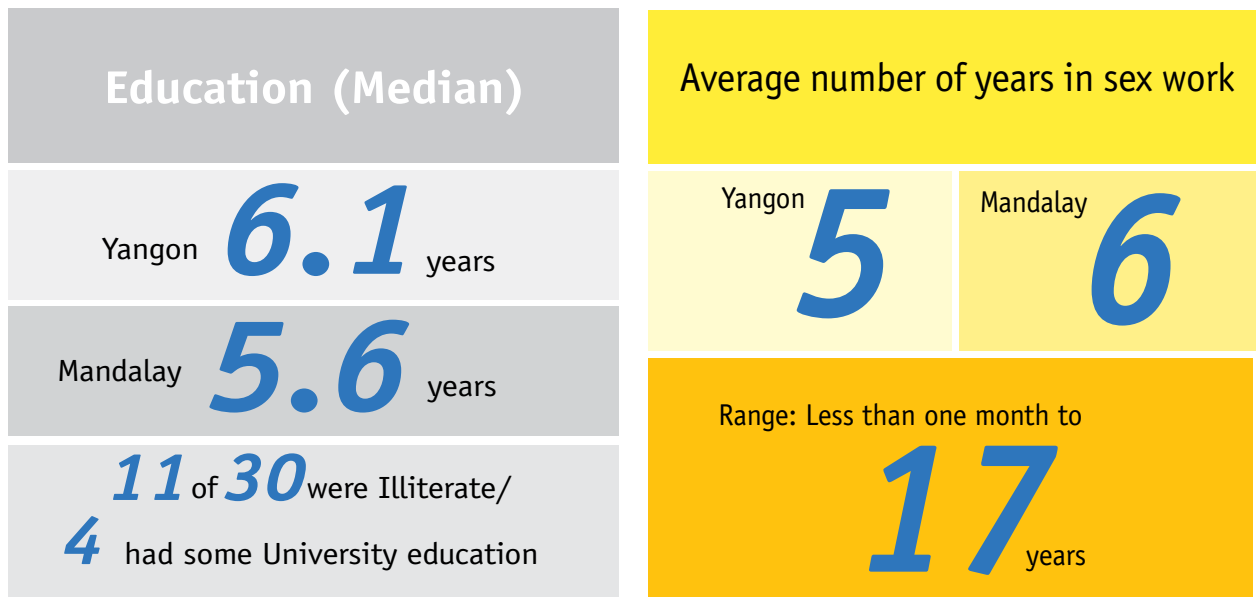 Education (Median)
Yangon 6.1 years
Mandalay 5.6 years
11 of 30 were Illiterate/
4 had some University education
Average number of years in sex work
Yangon 5
Mandalay 6
Range: Less than one month to
17 years